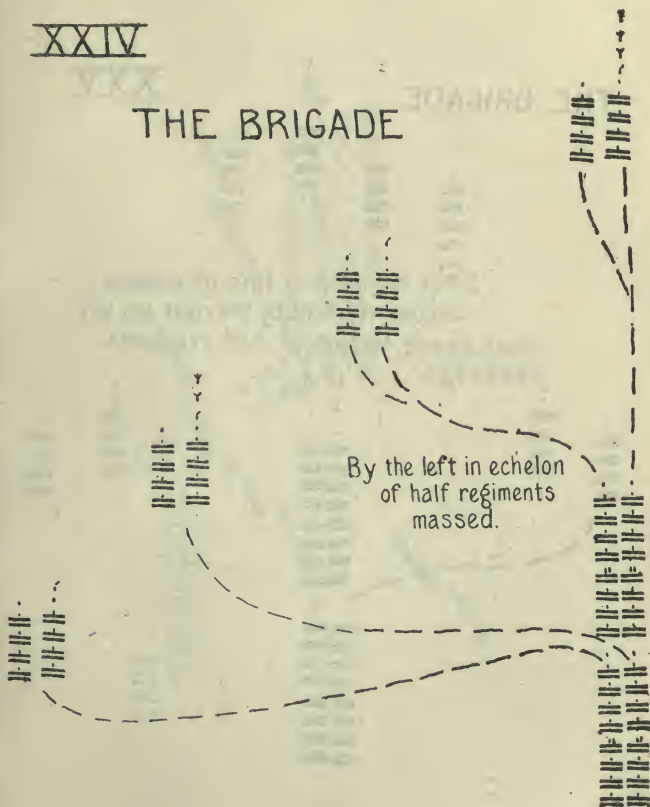 XXIV
THE BRIGADE
By the left in echelon
of half regiments
massed.